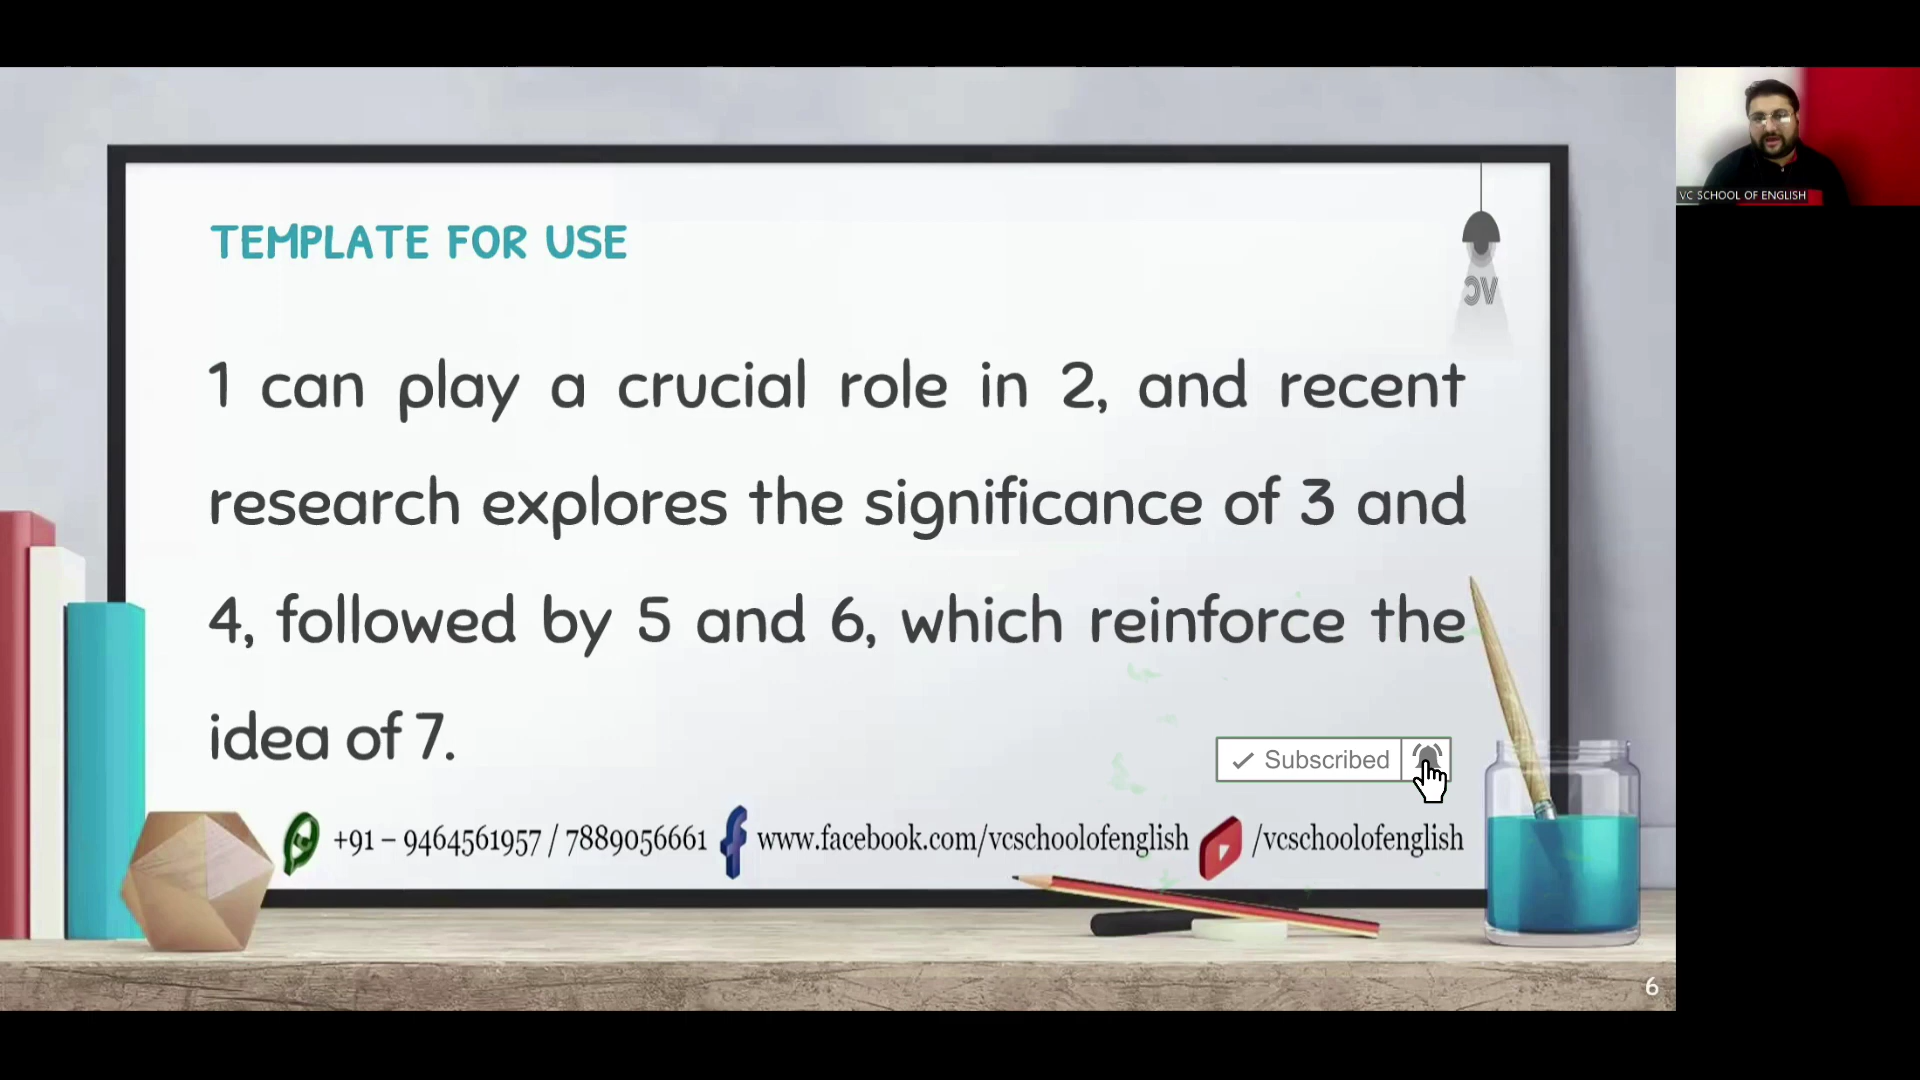 VC SCHOOL OF ENGLISH
TEMPLATE FOR USE
VC
1 can play a crucial role in 2, and recent
research explores the significance of 3 and
4, followed by 5 and 6, which reinforce the
idea of 7.
Subscribed
+91 – 9464561957 / 7889056661 www.facebook.com/vcschoolofenglish /vcschoolofenglish
6